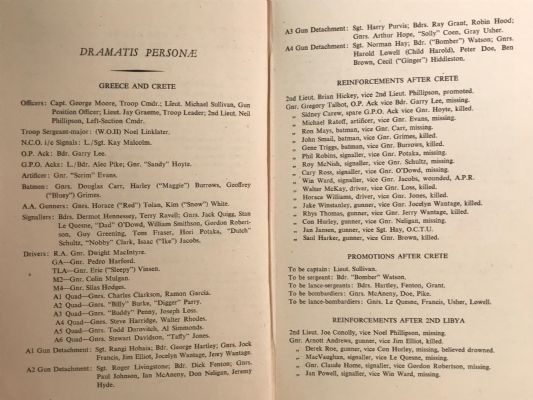 DRAMATIS PERSONÆ
GREECE AND CRETE
Officers: Capt. George Moore, Troop Cmdr.; Lieut. Michael Sullivan, Gun
Position Officer; Lieut. Jay Graeme, Troop Leader; 2nd Lieut. Neil
Phillipson, Left-Section Cmdr.
Troop Sergeant-major: (W.O.II) Noel Linklater.
N.C.O. i/c Signals: L./Sgt. Kay Malcolm.
O.P. Ack: Bdr. Garry Lee.
G.P.O. Acks: L./Bdr. Alec Pike; Gnr. "Sandy" Hoyte.
Artificer: Gnr. "Scrim" Evans.
Batmen: Gnrs. Douglas Carr, Harley ("Maggie") Burrows, Geoffrey
("Bluey") Grimes.
A.A. Gunners: Gnrs. Horace ("Red") Tolan, Kim ("Snow") White.
Signallers: Bdrs. Dermot Hennessey, Terry Ravell; Gnrs. Jack Quigg, Stan
Le Quesne, "Dad" O'Dowd, William Smithson, Gordon Robert-
son, Guy Greening, Tom Fraser, Hori Potaka, "Dutch"
Schultz, "Nobby" Clark, Isaac ("Ike") Jacobs.
Drivers: R.A. Gnr. Dwight MacIntyre.
GA—Gnr. Pedro Harford.
TLA—Gnr. Eric ("Sleepy") Vinsen.
M2—Gnr. Colin Mulgan.
M4—Gnr. Silas Hodges.
A1 Quad—Gnrs. Charles Clarkson, Ramon Garcia.
A2 Quad—Gnrs. "Billy" Burke, "Digger" Parry.
A3 Quad—Gnrs. "Buddy" Penny, Joseph Loss.
A4 Quad—Gnrs. Steve Harridge, Walter Rhodes.
A5 Quad—Gnrs. Todd Darovitch, Al Simmonds.
A6 Quad—Gnrs. Stewart Davidson, "Taffy" Jones.
A1 Gun Detachment: Sgt. Rangi Hohaia; Bdr. George Hartley; Gnrs. Jock
Francis, Jim Elliot, Jocelyn Wantage, Jerry Wantage.
A2 Gun Detachment: Sgt. Roger Livingstone; Bdr. Dick Fenton; Gnrs.
Paul Johnson, Ian McAneny, Don Neligan, Jeremy
Hyde.
A3 Gun Detachment: Sgt. Harry Purvis; Bdrs. Ray Grant, Robin Hood;
Gnrs. Arthur Hope, "Solly" Coen, Gray Usher.
A4 Gun Detachment: Sgt. Norman Hay; Bdr. ("Bomber") Watson; Gnrs.
Harold Lowell (Child Harold), Peter Doe, Ben
Brown, Cecil ("Ginger") Hiddleston.
REINFORCEMENTS AFTER CRETE
2nd Lieut. Brian Hickey, vice 2nd Lieut. Phillipson, promoted.
Gnr. Gregory Talbot, O.P. Ack vice Bdr. Garry Lee, missing.
„ Sidney Carew, spare G.P.O. Ack vice Gnr. Hoyte, killed.
„ Michael Ratoff, artificer, vice Gnr. Evans, missing.
„ Ron Mays, batman, vice Gnr. Carr, missing.
„ John Small, batman, vice Gnr. Grimes, killed.
„ Gene Triggs, batman, vice Gnr. Burrows, killed.
„ Phil Robins, signaller, vice Gnr. Potaka, missing.
„ Roy McNish, signaller, vice Gnr. Schultz, missing.
„ Cary Ross, signaller, vice Gnr. O'Dowd, missing.
„ Win Ward, signaller, vice Gnr. Jacobs, wounded, A.P.R.
„ Walter McKay, driver, vice Gnr. Loss, killed.
„ Horace Williams, driver, vice Gnr. Jones, killed.
„ Jake Winstanley, gunner, vice Gnr. Jocelyn Wantage, killed.
„ Rhys Thomas, gunner, vice Gnr. Jerry Wantage, killed.
„ Con Hurley, gunner, vice Gnr. Neligan, missing.
„ Jan Jansen, gunner, vice Sgt. Hay, O.C.T.U.
„ Saul Harker, gunner, vice Gnr. Brown, killed.
PROMOTIONS AFTER CRETE
To be captain: Lieut. Sullivan.
To be sergeant: Bdr. "Bomber" Watson.
To be lance-sergeants: Bdrs. Hartley, Fenton, Grant.
To be bombardiers: Gnrs. McAneny, Doe, Pike.
To be lance-bombardiers: Gnrs. Le Quesne, Francis, Usher, Lowell.
REINFORCEMENTS AFTER 2ND LIBYA
2nd Lieut. Joe Conolly, vice Noel Phillipson, missing.
Gnr. Arnott Andrews, gunner, vice Jim Elliot, killed.
„ Derek Roe, gunner, vice Con Hurley, missing, believed drowned.
„ MacVaughan, signaller, vice Le Quesne, missing.
„ Gnr. Claude Home, signaller, vice Gordon Robertson, missing.
„ Jan Powell, signaller, vice Win Ward, missing.